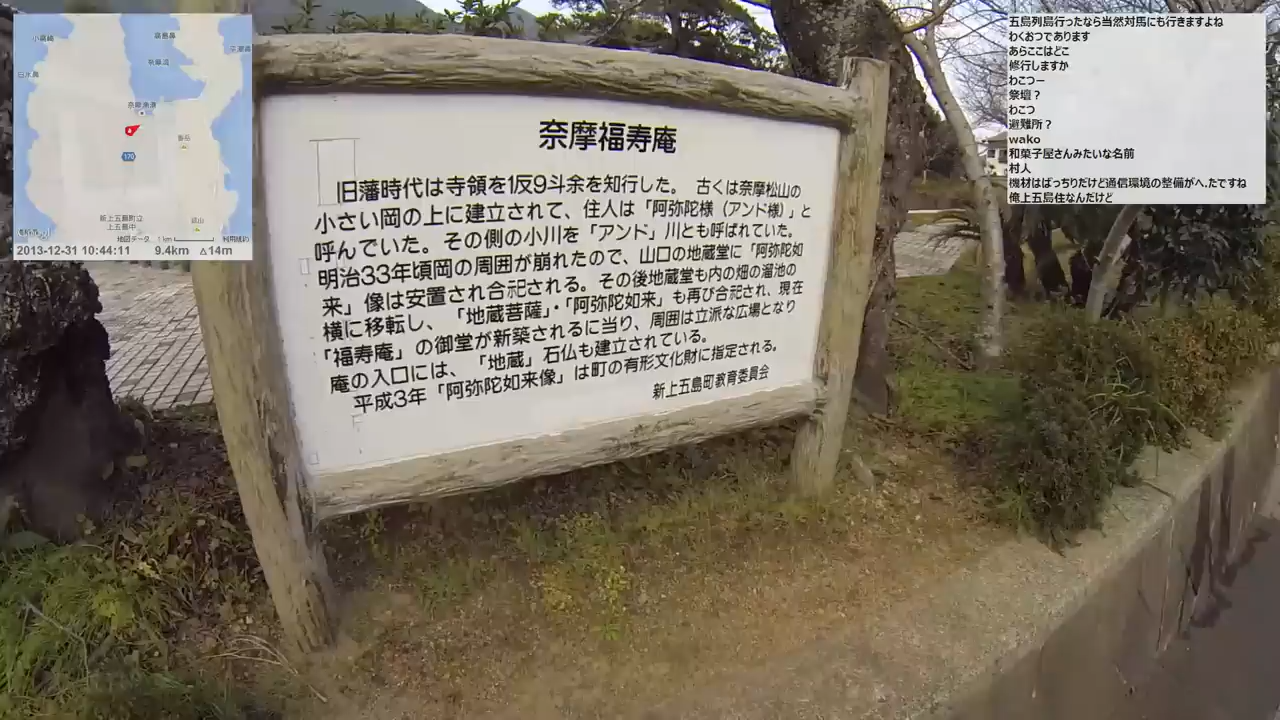 奈摩福寿庵
旧藩時代は寺領を1反9斗余を知行した。 古くは奈摩松山の
小さい岡の上に建立されて、住人は「阿弥陀様(アンド様)」と
呼んでいた。その側の小川を「アンド」川とも呼ばれていた。
明治33年頃岡の周囲が崩れたので、山口の地蔵堂に「阿弥陀如
来」像は安置され合祀される。その後地蔵堂も内の畑の溜池の
横に移転し、「地蔵菩薩」・「阿弥陀如来」も再び合祀され、現在
「福寿庵」の御堂が新築されるに当り、周囲は立派な広場となり
庵の入口には、「地蔵」石仏も建立されている。
平成3年「阿弥陀如来像」は町の有形文化財に指定される。
新上五島町教育委員会
五島列島行ったなら当然対馬にも行きますよね
わくおつであります
あらここはどこ
修行しますか
わこつー
祭壇？
わこつ
避難所？
wako
和菓子屋さんみたいな名前
村人
機材はばっちりだけど通信環境の整備がへ.たですね
俺上五島住なんだけど
奈摩漁港
170
新上五島町立
上五島中
地図データ 1 km 利用規約
2013-12-31 10:44:11 9.4km △14m